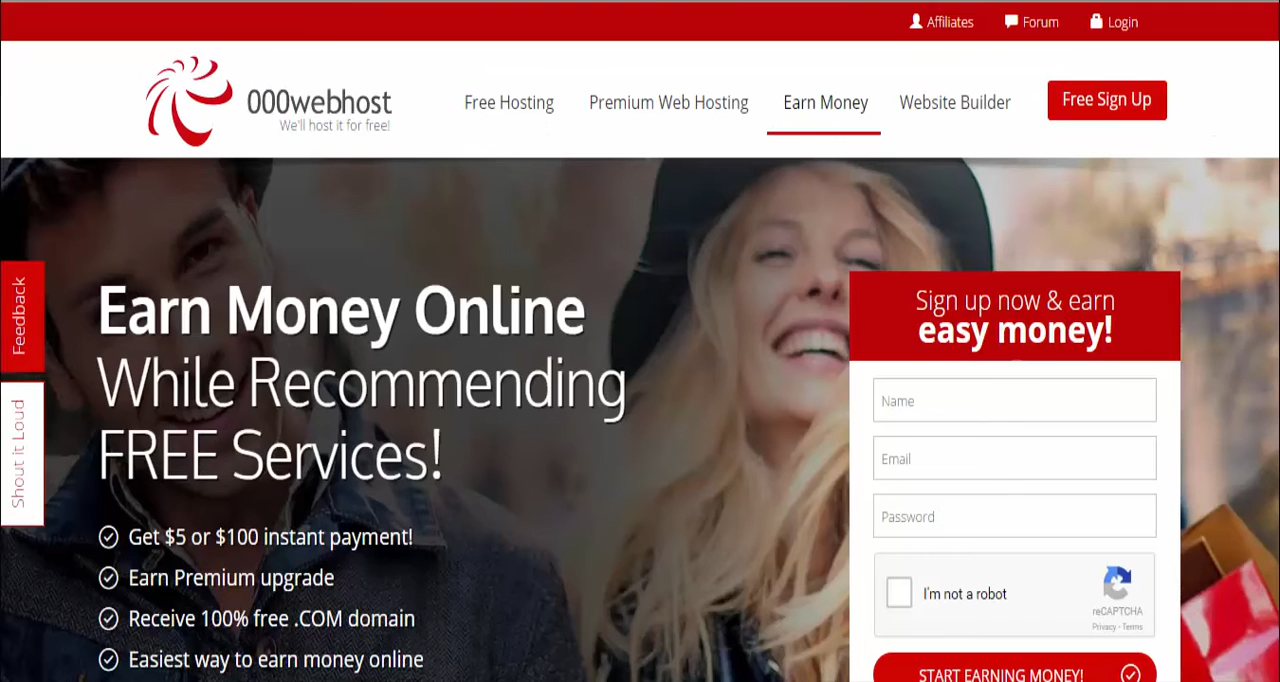 Affiliates
Forum
Login
000webhost
We'll host it for free!
Free Hosting
Premium Web Hosting
Earn Money
Website Builder
Free Sign Up
Feedback
Shout it Loud
Earn Money Online
While Recommending
FREE Services!
Get $5 or $100 instant payment!
Earn Premium upgrade
Receive 100% free .COM domain
Easiest way to earn money online
Sign up now & earn
easy money!
Name
Email
Password
I'm not a robot
reCAPTCHA
Privacy - Terms
START EARNING MONEY!